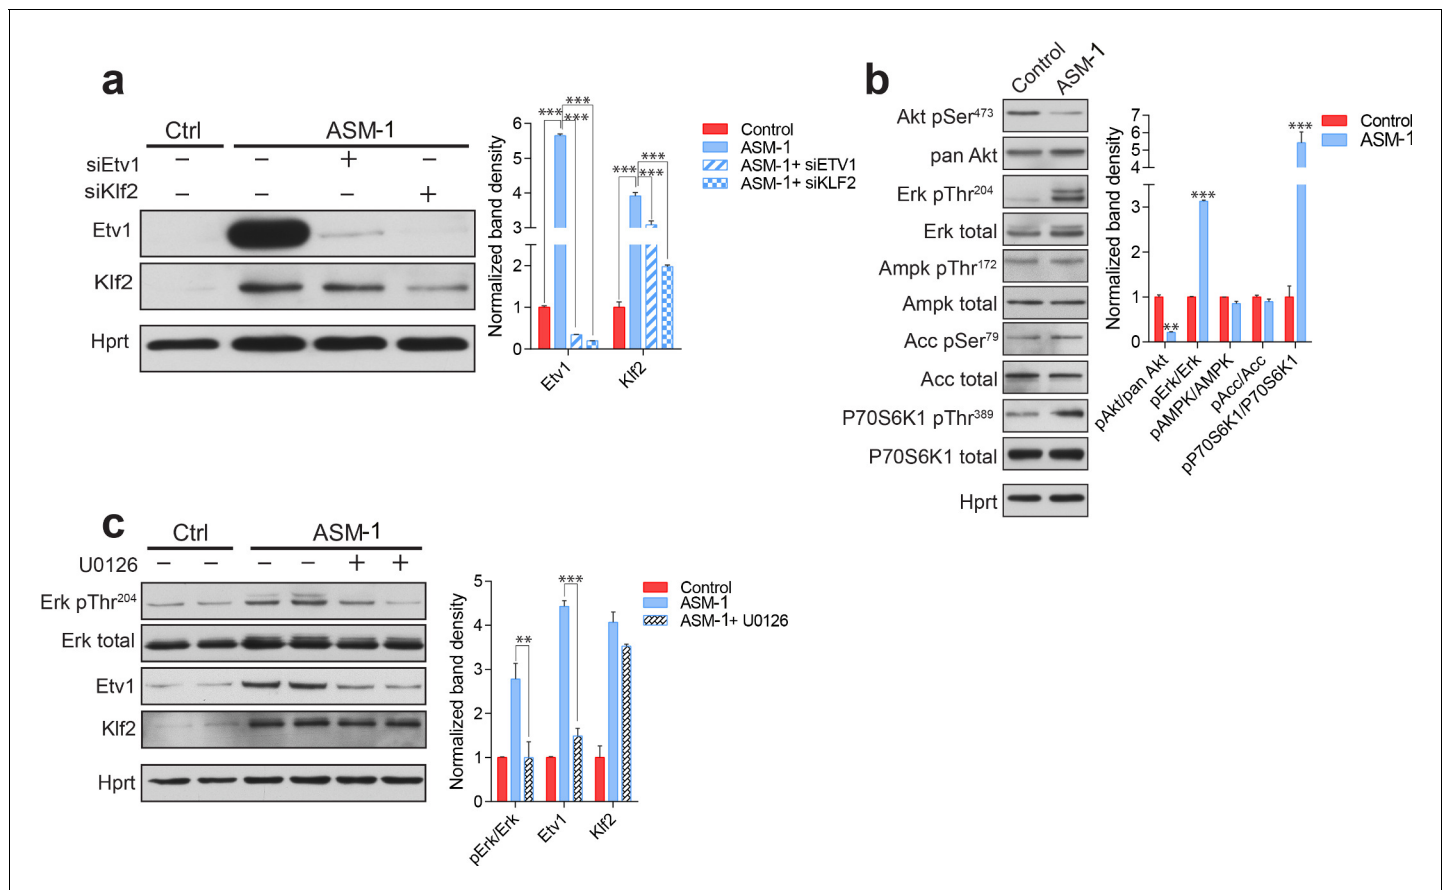 a
Ctrl ASM-1
siEtv1 – – + –
siKlf2 – – – +
Etv1
Klf2
Hprt
Normalized band density
6
5
4
3
2
1
0
*** *** ***
*** *** ***
Etv1 Klf2
Control
ASM-1
ASM-1+ siETV1
ASM-1+ siKLF2
b
Control ASM-1
Akt pSer473
pan Akt
Erk pThr204
Erk total
Ampk pThr172
Ampk total
Acc pSer79
Acc total
P70S6K1 pThr389
P70S6K1 total
Hprt
Normalized band density
7
6
5
3
2
1
0
** *** ***
pAkt/pan Akt
pErk/Erk
pAMPK/AMPK
pAcc/Acc
pP70S6K1/P70S6K1
Control
ASM-1
c
Ctrl ASM-1
U0126 – – – – + +
Erk pThr204
Erk total
Etv1
Klf2
Hprt
Normalized band density
5
4
3
2
1
0
** ***
pErk/Erk Etv1 Klf2
Control
ASM-1
ASM-1+ U0126